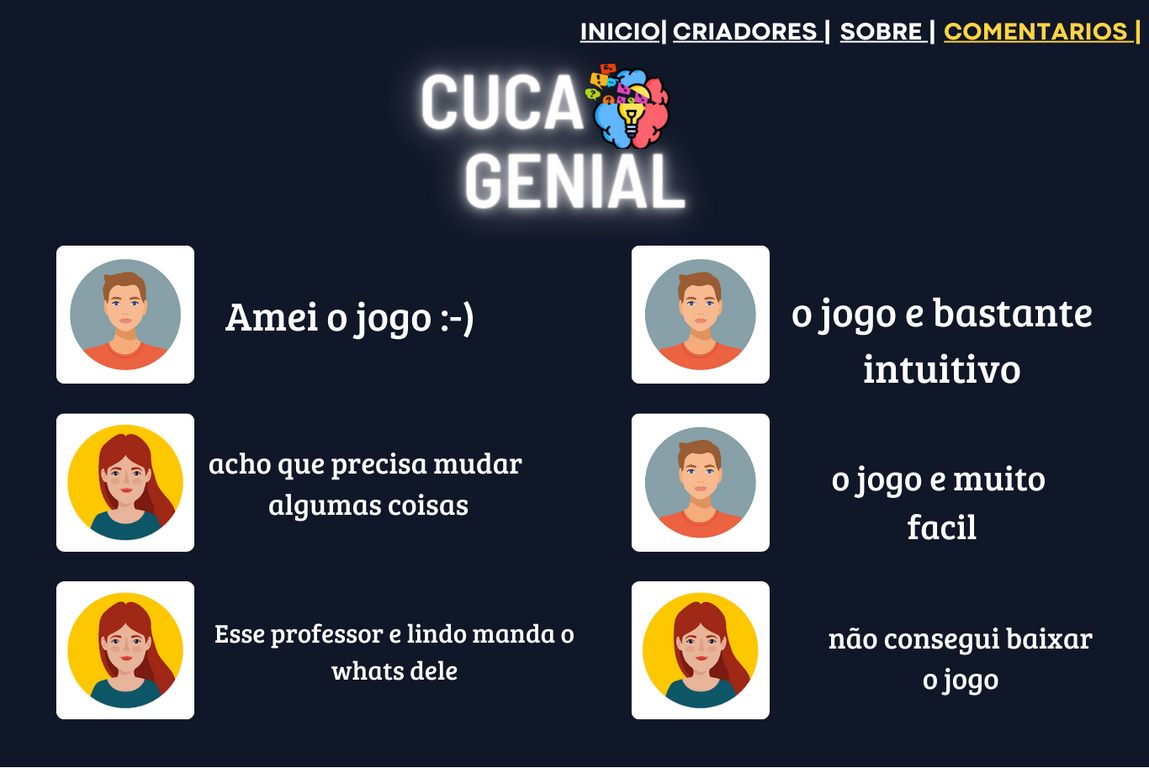 INICIO| CRIADORES | SOBRE | COMENTARIOS |
CUCA
GENIAL
Amei o jogo :-)
o jogo e bastante
intuitivo
acho que precisa mudar
algumas coisas
o jogo e muito
facil
Esse professor e lindo manda o
whats dele
não consegui baixar
o jogo